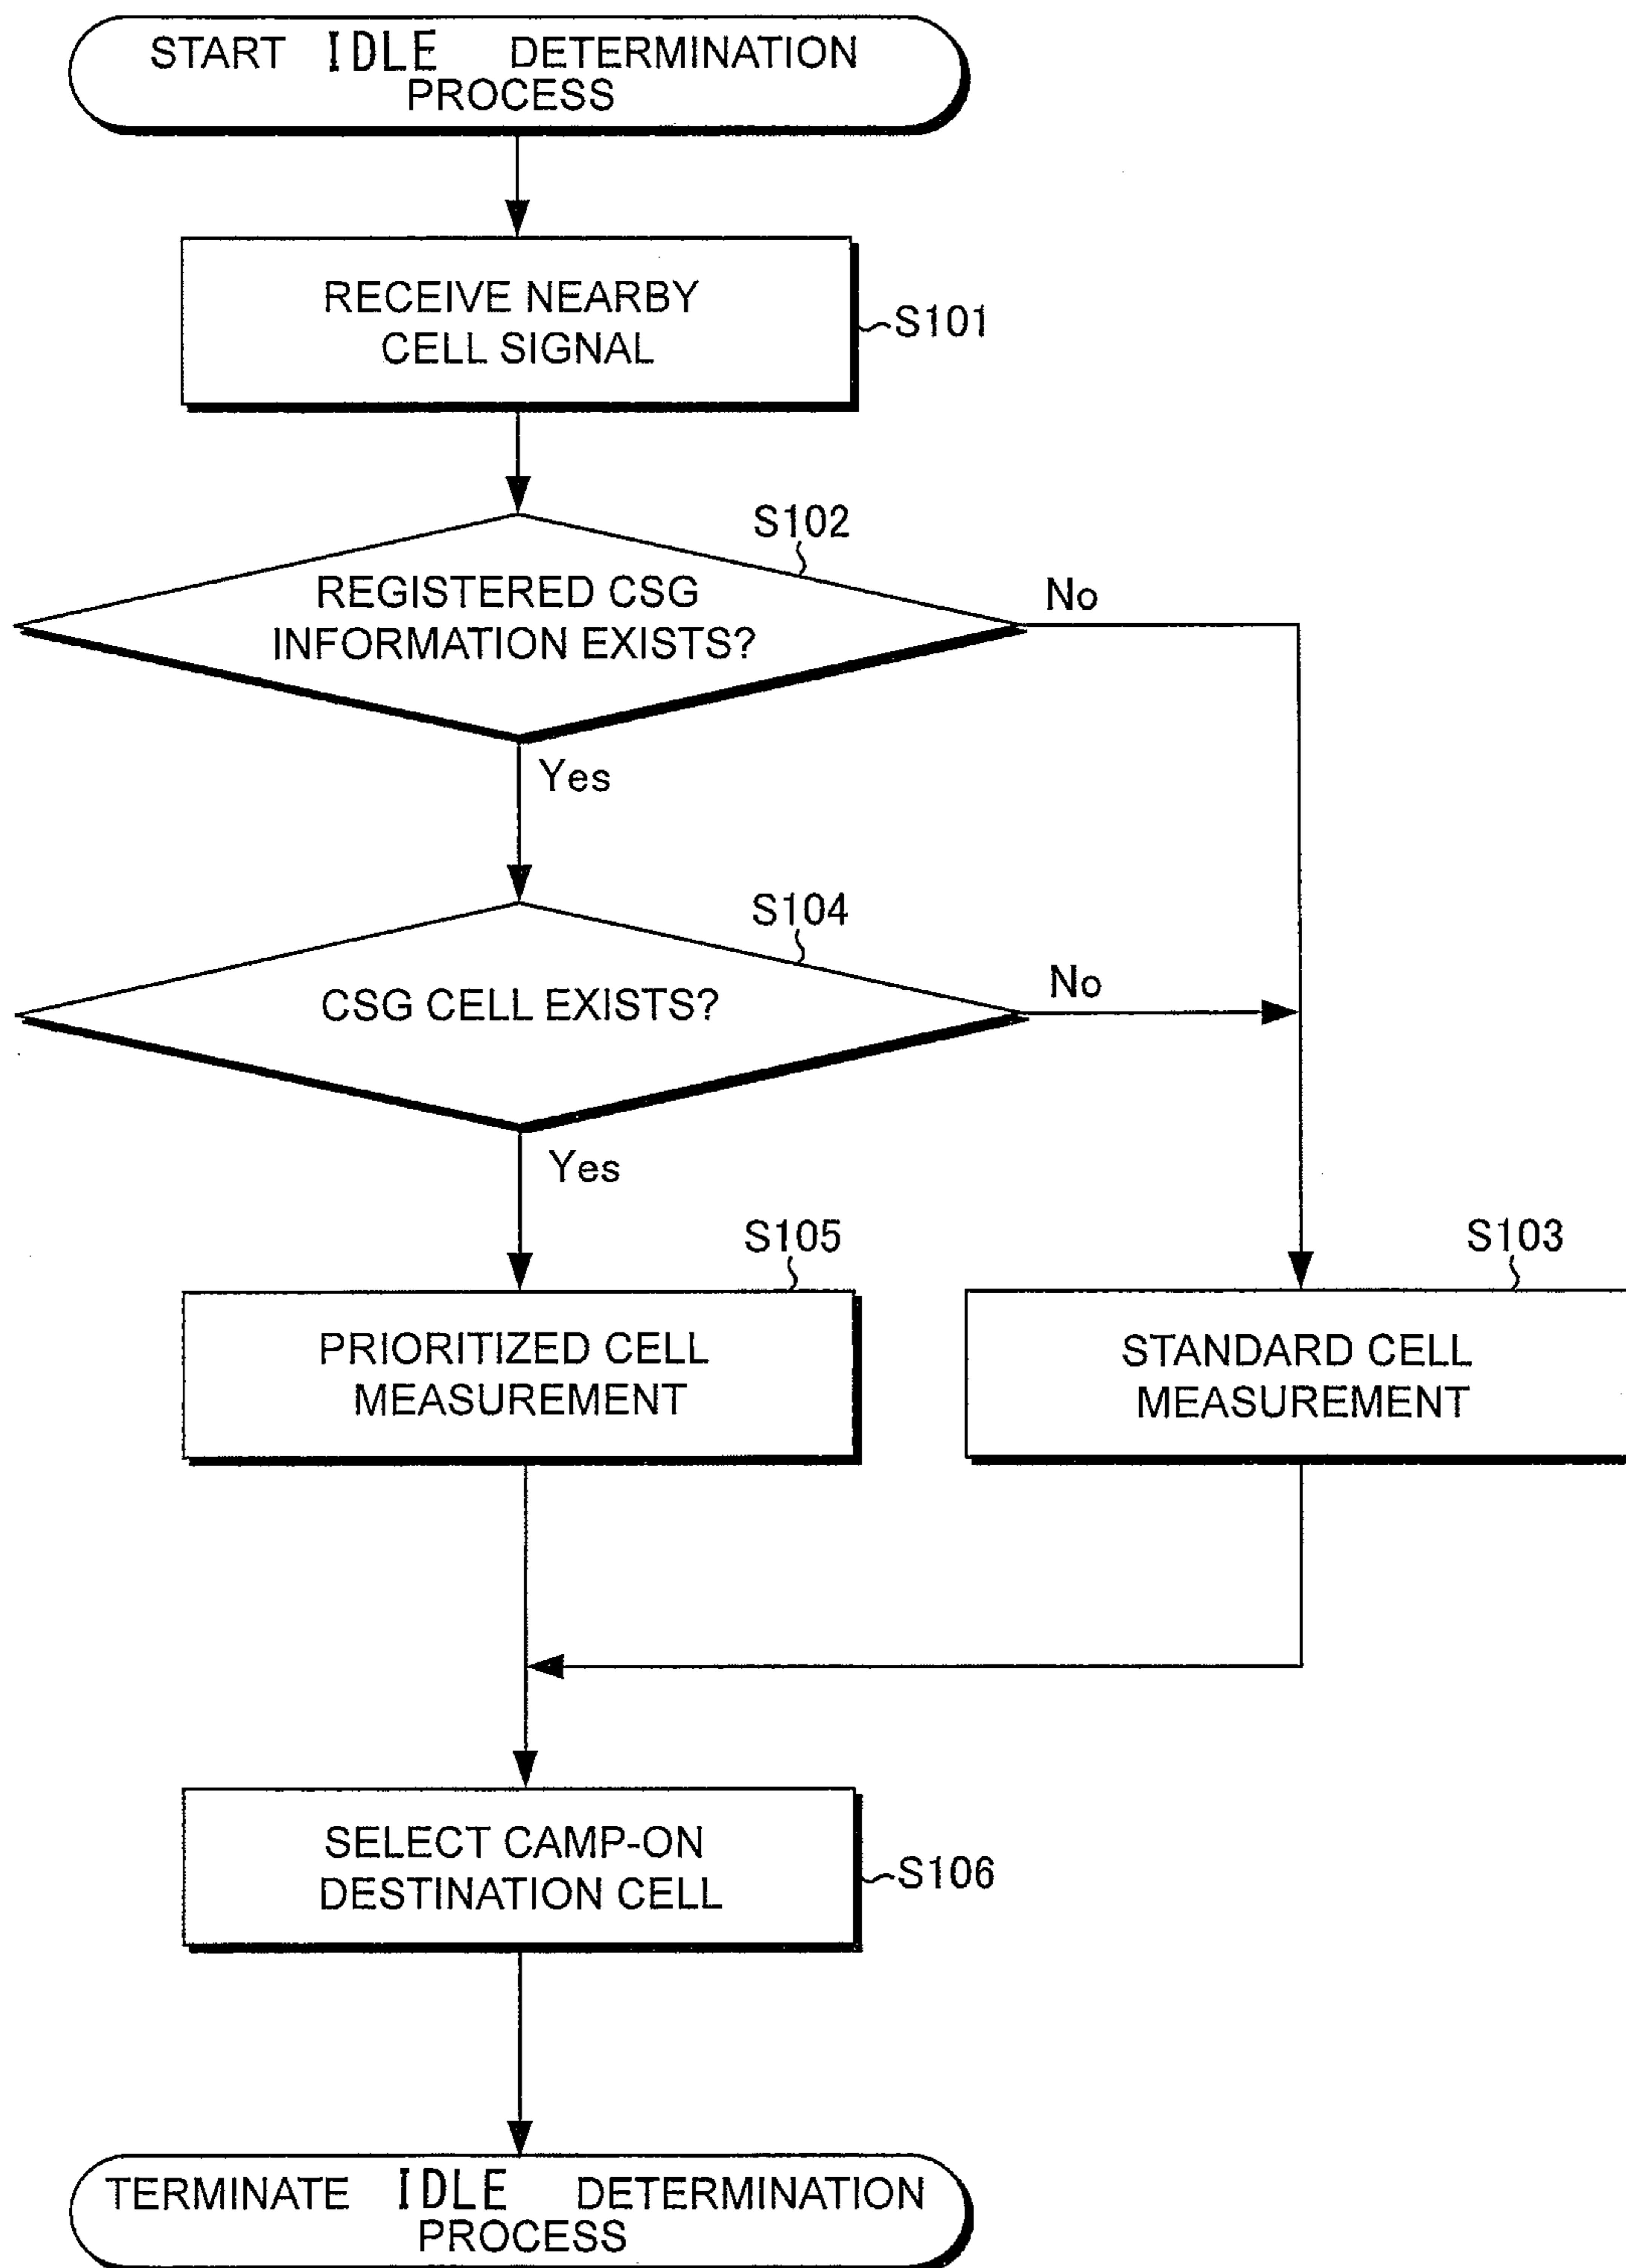 START IDLE DETERMINATION
PROCESS
RECEIVE NEARBY
CELL SIGNAL
S101
S102
REGISTERED CSG
INFORMATION EXISTS?
No
Yes
S104
CSG CELL EXISTS?
No
Yes
S105
PRIORITIZED CELL
MEASUREMENT
S103
STANDARD CELL
MEASUREMENT
SELECT CAMP-ON
DESTINATION CELL
S106
TERMINATE IDLE DETERMINATION
PROCESS